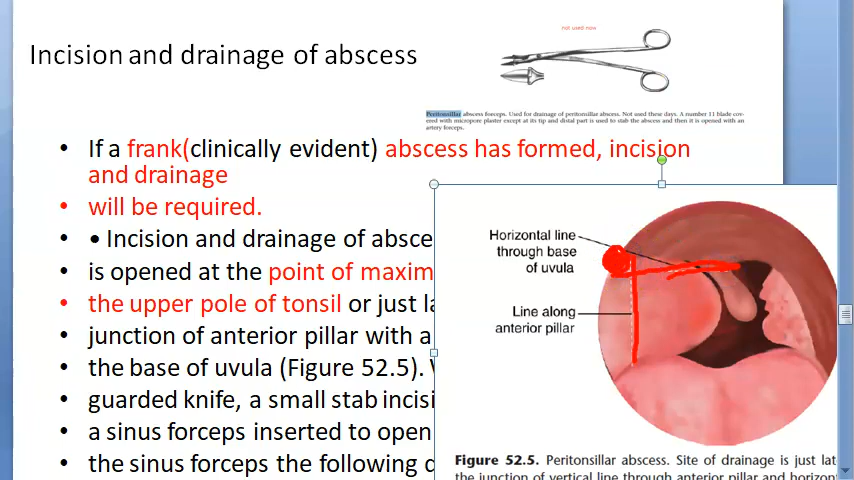 not used now
Incision and drainage of abscess
Peritonsillar abscess forceps. Used for drainage of peritonsillar abscess. Not used these days. A number 11 blade cov-
ered with micropore plaster except at its tip and distal part is used to stab the abscess and then it is opened with an
artery forceps.
• If a frank(clinically evident) abscess has formed, incision
and drainage
• will be required.
• • Incision and drainage of absce
• is opened at the point of maxim
• the upper pole of tonsil or just la
• junction of anterior pillar with a
• the base of uvula (Figure 52.5).
• guarded knife, a small stab incisi
• a sinus forceps inserted to open
• the sinus forceps the following d
Horizontal line
through base
of uvula
Line along
anterior pillar
Figure 52.5. Peritonsillar abscess. Site of drainage is just lat
the junction of vertical line through anterior pillar and horizon